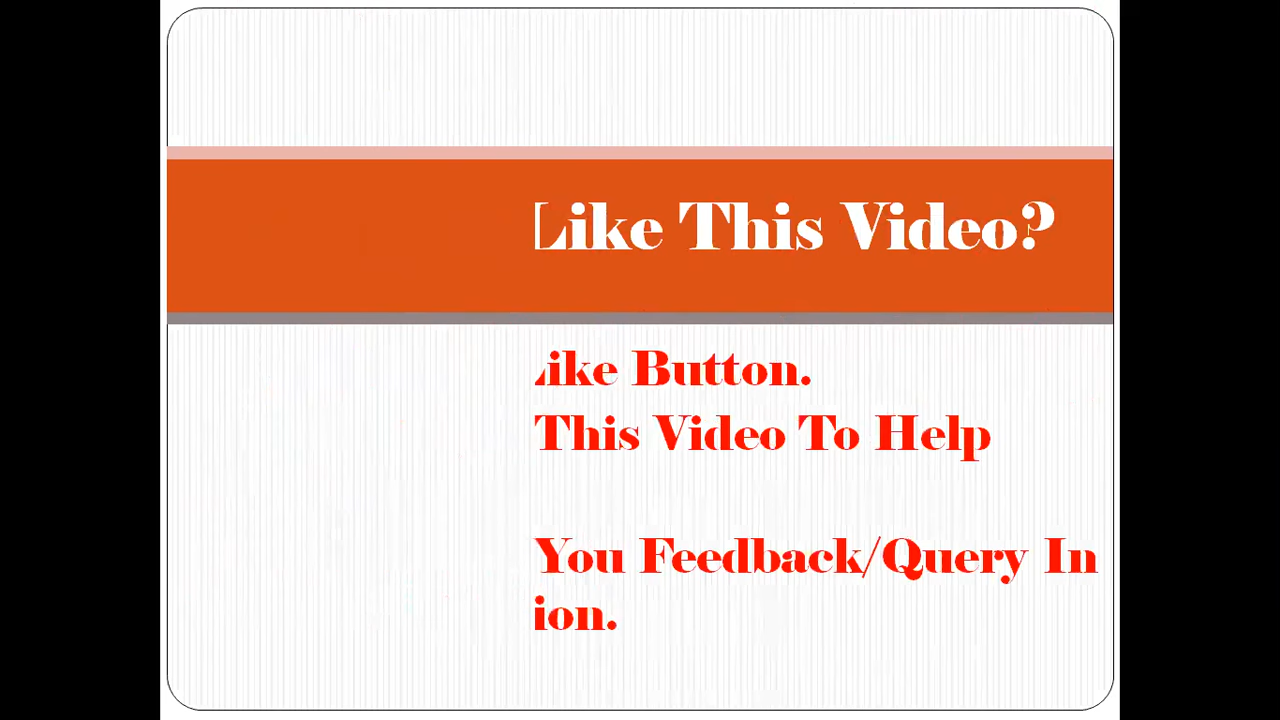 Like This Video?
ike Button.
This Video To Help
You Feedback/Query In
ion.